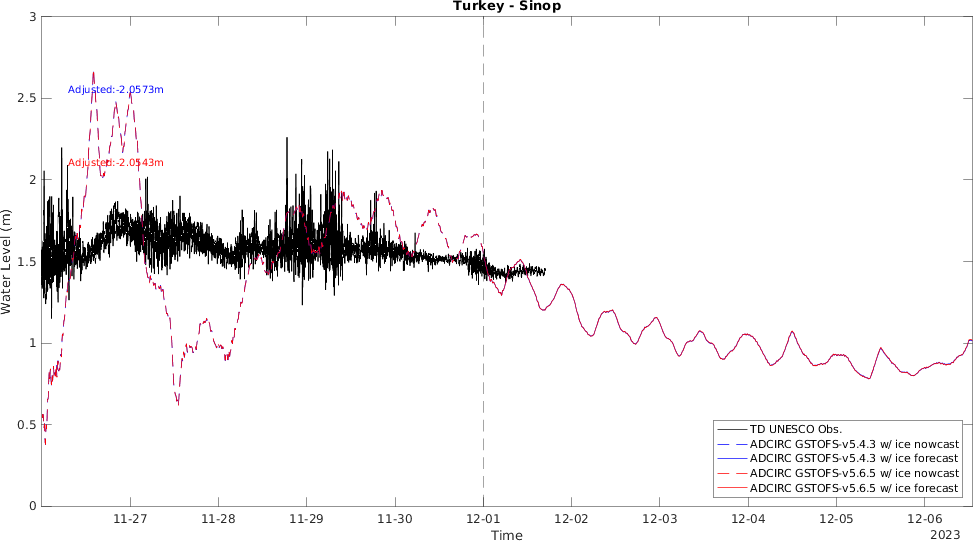 Turkey - Sinop
3
2.5
2
1.5
1
0.5
0
Water Level (m)
Adjusted:-2.0573m
Adjusted:-2.0543m
TD UNESCO Obs.
ADCIRC GSTOFS-v5.4.3 w/ ice nowcast
ADCIRC GSTOFS-v5.4.3 w/ ice forecast
ADCIRC GSTOFS-v5.6.5 w/ ice nowcast
ADCIRC GSTOFS-v5.6.5 w/ ice forecast
11-27 11-28 11-29 11-30 12-01 12-02 12-03 12-04 12-05 12-06
Time
2023